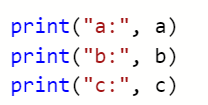 print("a:", a)
print("b:", b)
print("c:", c)